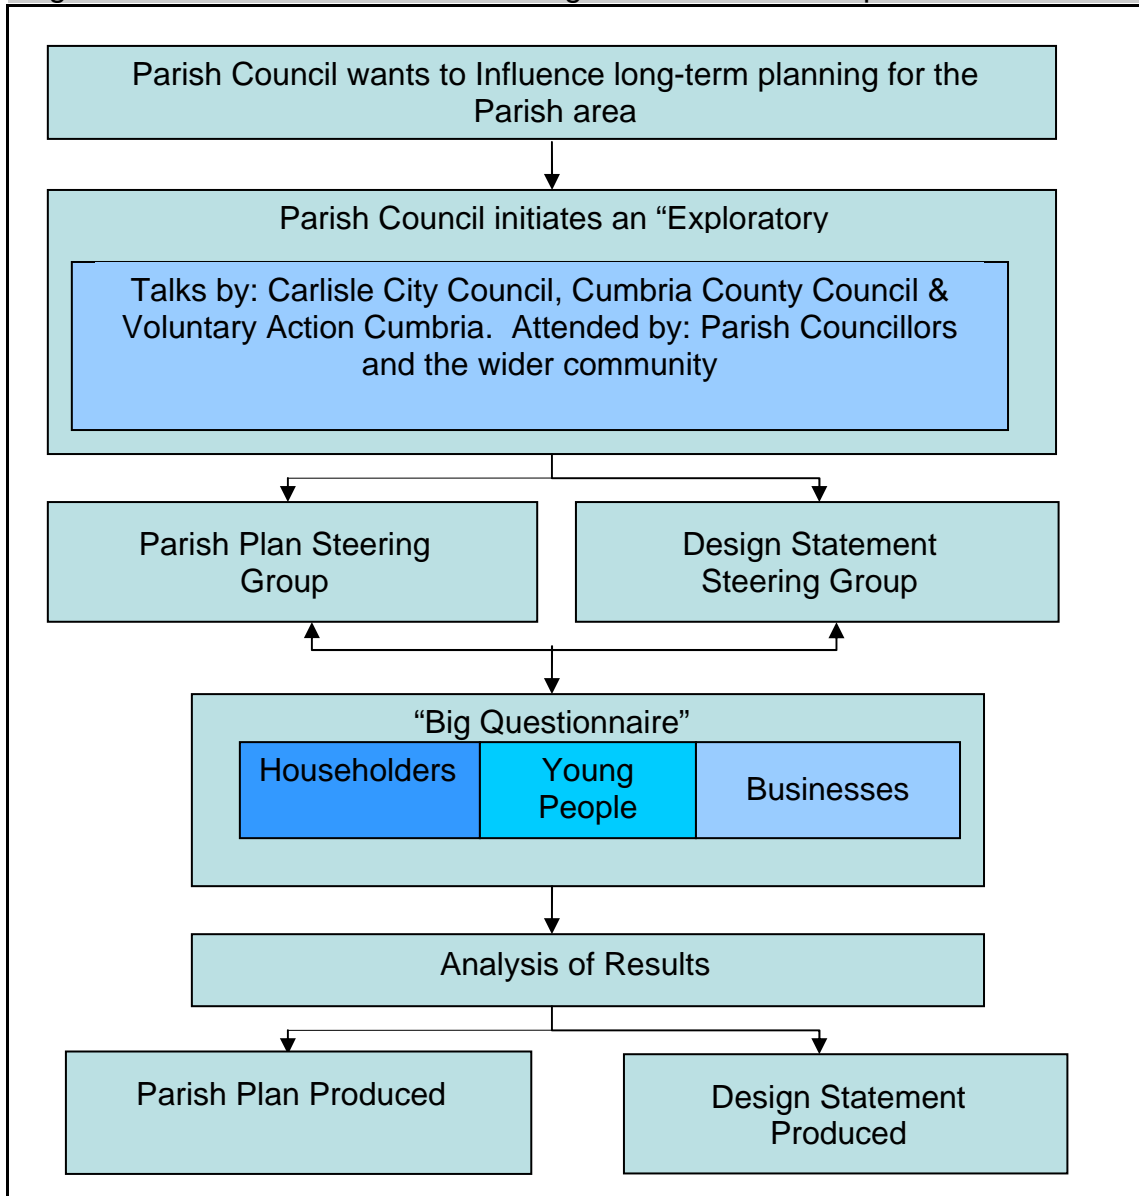 Parish Council wants to Influence long-term planning for the
Parish area
Parish Council initiates an “Exploratory
Talks by: Carlisle City Council, Cumbria County Council &
Voluntary Action Cumbria.  Attended by: Parish Councillors
and the wider community
Parish Plan Steering
Group
Design Statement
Steering Group
“Big Questionnaire”
Householders
Young
People
Businesses
Analysis of Results
Parish Plan Produced
Design Statement
Produced